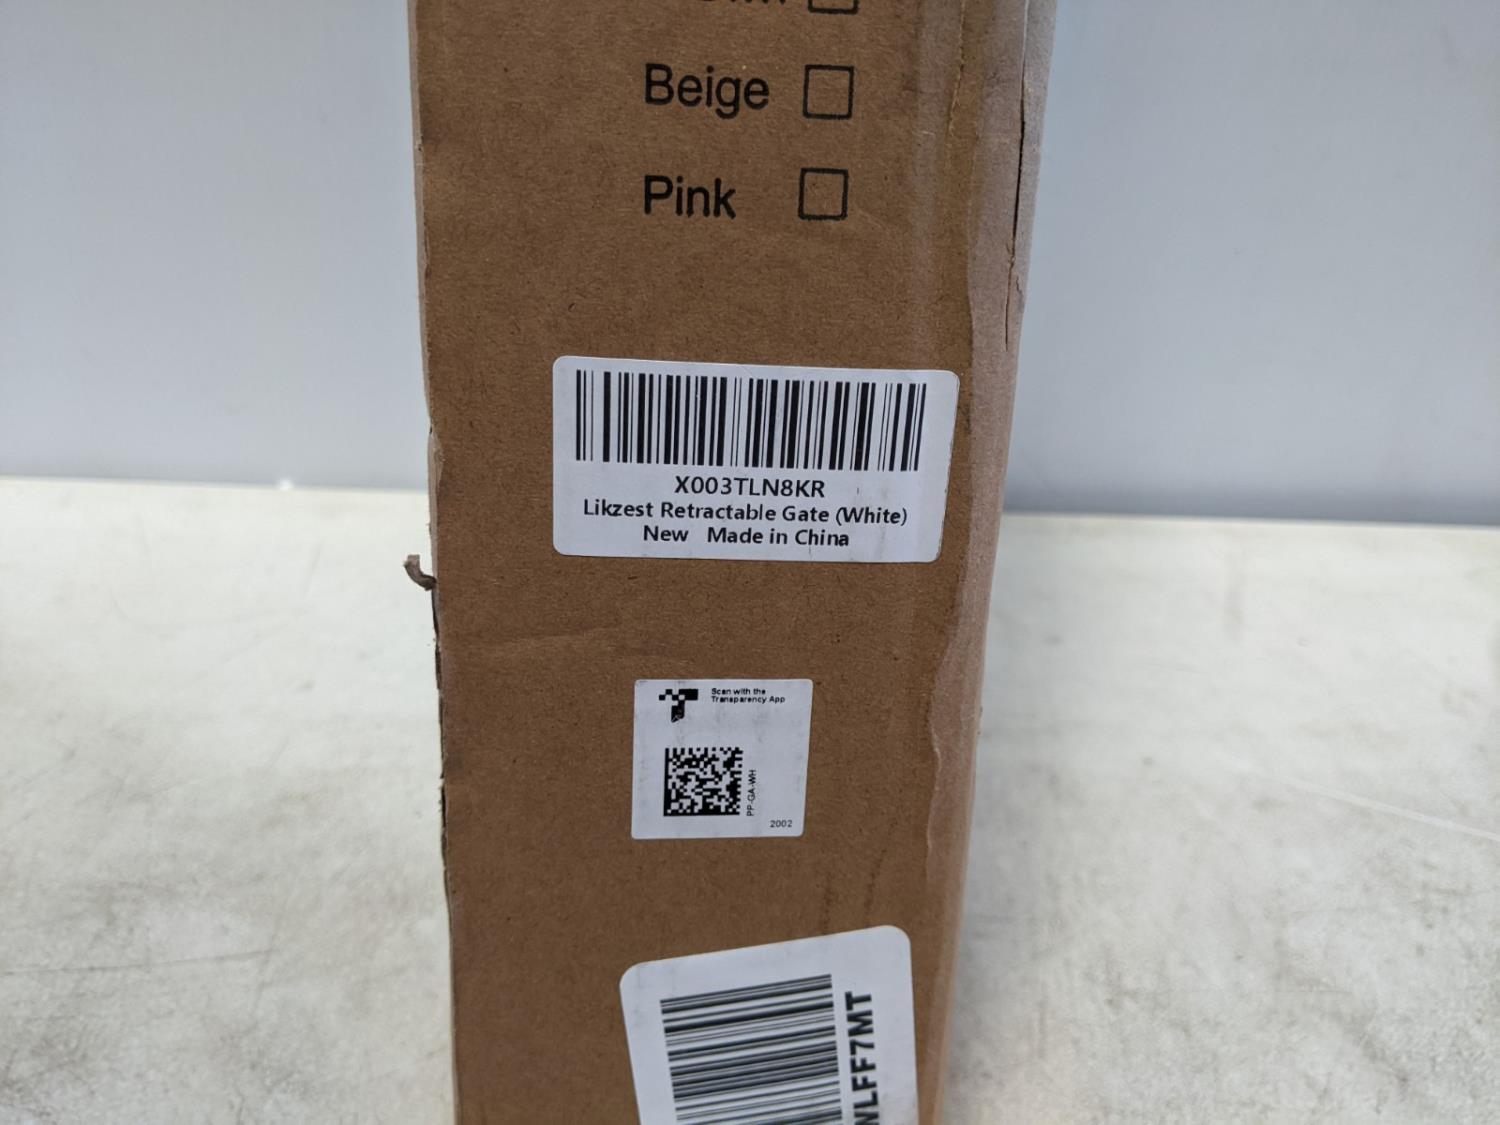 Beige
Pink
X003TLN8KR
Likzest Retractable Gate (White)
New Made in China
Scan with the
Transparency App
PP-GA-WH
2002